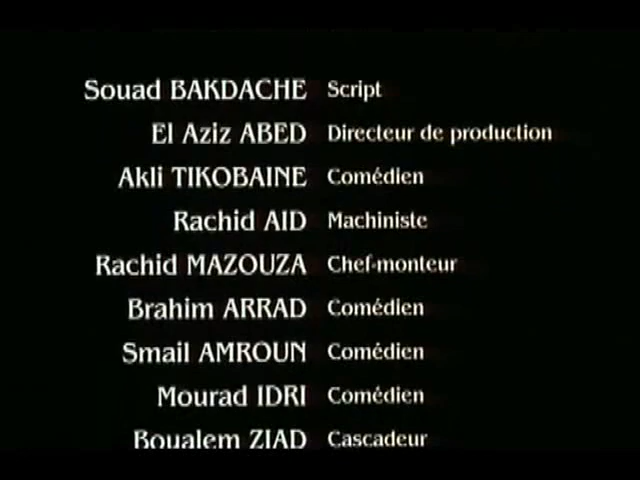 Souad BAKDACHE Script
El Aziz ABED Directeur de production
Akli TIKOBAINE Comédien
Rachid AID Machiniste
Rachid MAZOUZA Chef-monteur
Brahim ARRAD Comédien
Smail AMROUN Comédien
Mourad IDRI Comédien
Boualem ZIAD Cascadeur